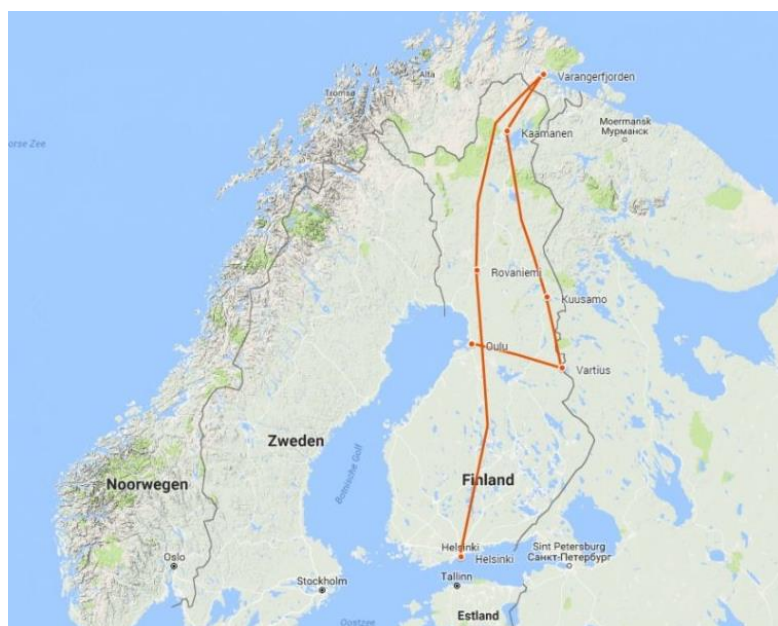 Varangerfjorden
Alta
Tromsø
Moermansk
Мурманск
Kaamanen
orse Zee
Rovaniemi
Kuusamo
Oulu
Vartius
Zweden
Botnische Golf
Noorwegen
Finland
Helsinki
Helsinki
Sint Petersburg
Санкт-Петербург
Oslo
Stockholm
Tallinn
Estland
Oostzee